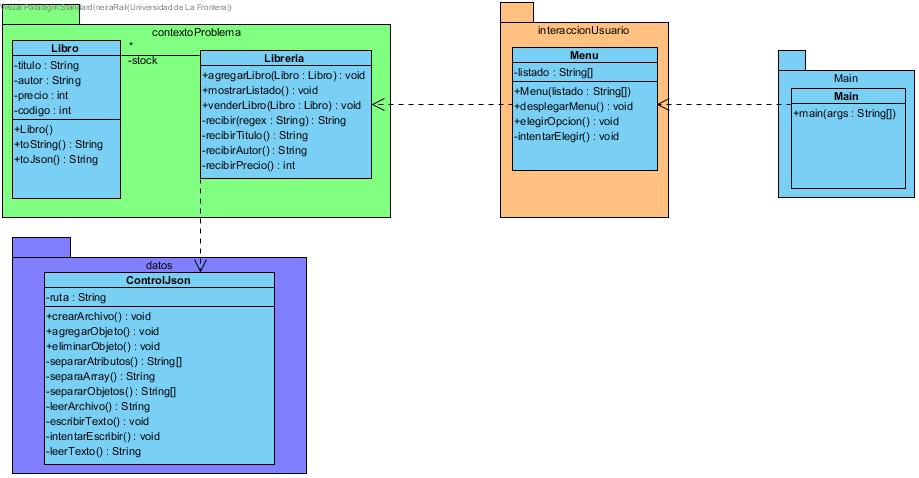 Visual Paradigm Standard(neiraRail(Universidad de La Frontera))
contextoProblema
Libro
-titulo : String
-autor : String
-precio : int
-codigo : int
+Libro()
+toString() : String
+toJson() : String
*
-stock
Libreria
+agregarLibro(Libro : Libro) : void
+mostrarListado() : void
+venderLibro(Libro : Libro) : void
-recibir(regex : String) : String
-recibirTitulo() : String
-recibirAutor() : String
-recibirPrecio() : int
interaccionUsuario
Menu
-listado : String[]
+Menu(listado : String[])
+desplegarMenu() : void
+elegirOpcion() : void
-intentarElegir() : void
Main
Main
+main(args : String[])
datos
ControlJson
-ruta : String
+crearArchivo() : void
+agregarObjeto() : void
+eliminarObjeto() : void
-separarAtributos() : String[]
-separaArray() : String
-separarObjetos() : String[]
-leerArchivo() : String
-escribirTexto() : void
-intentarEscribir() : void
-leerTexto() : String